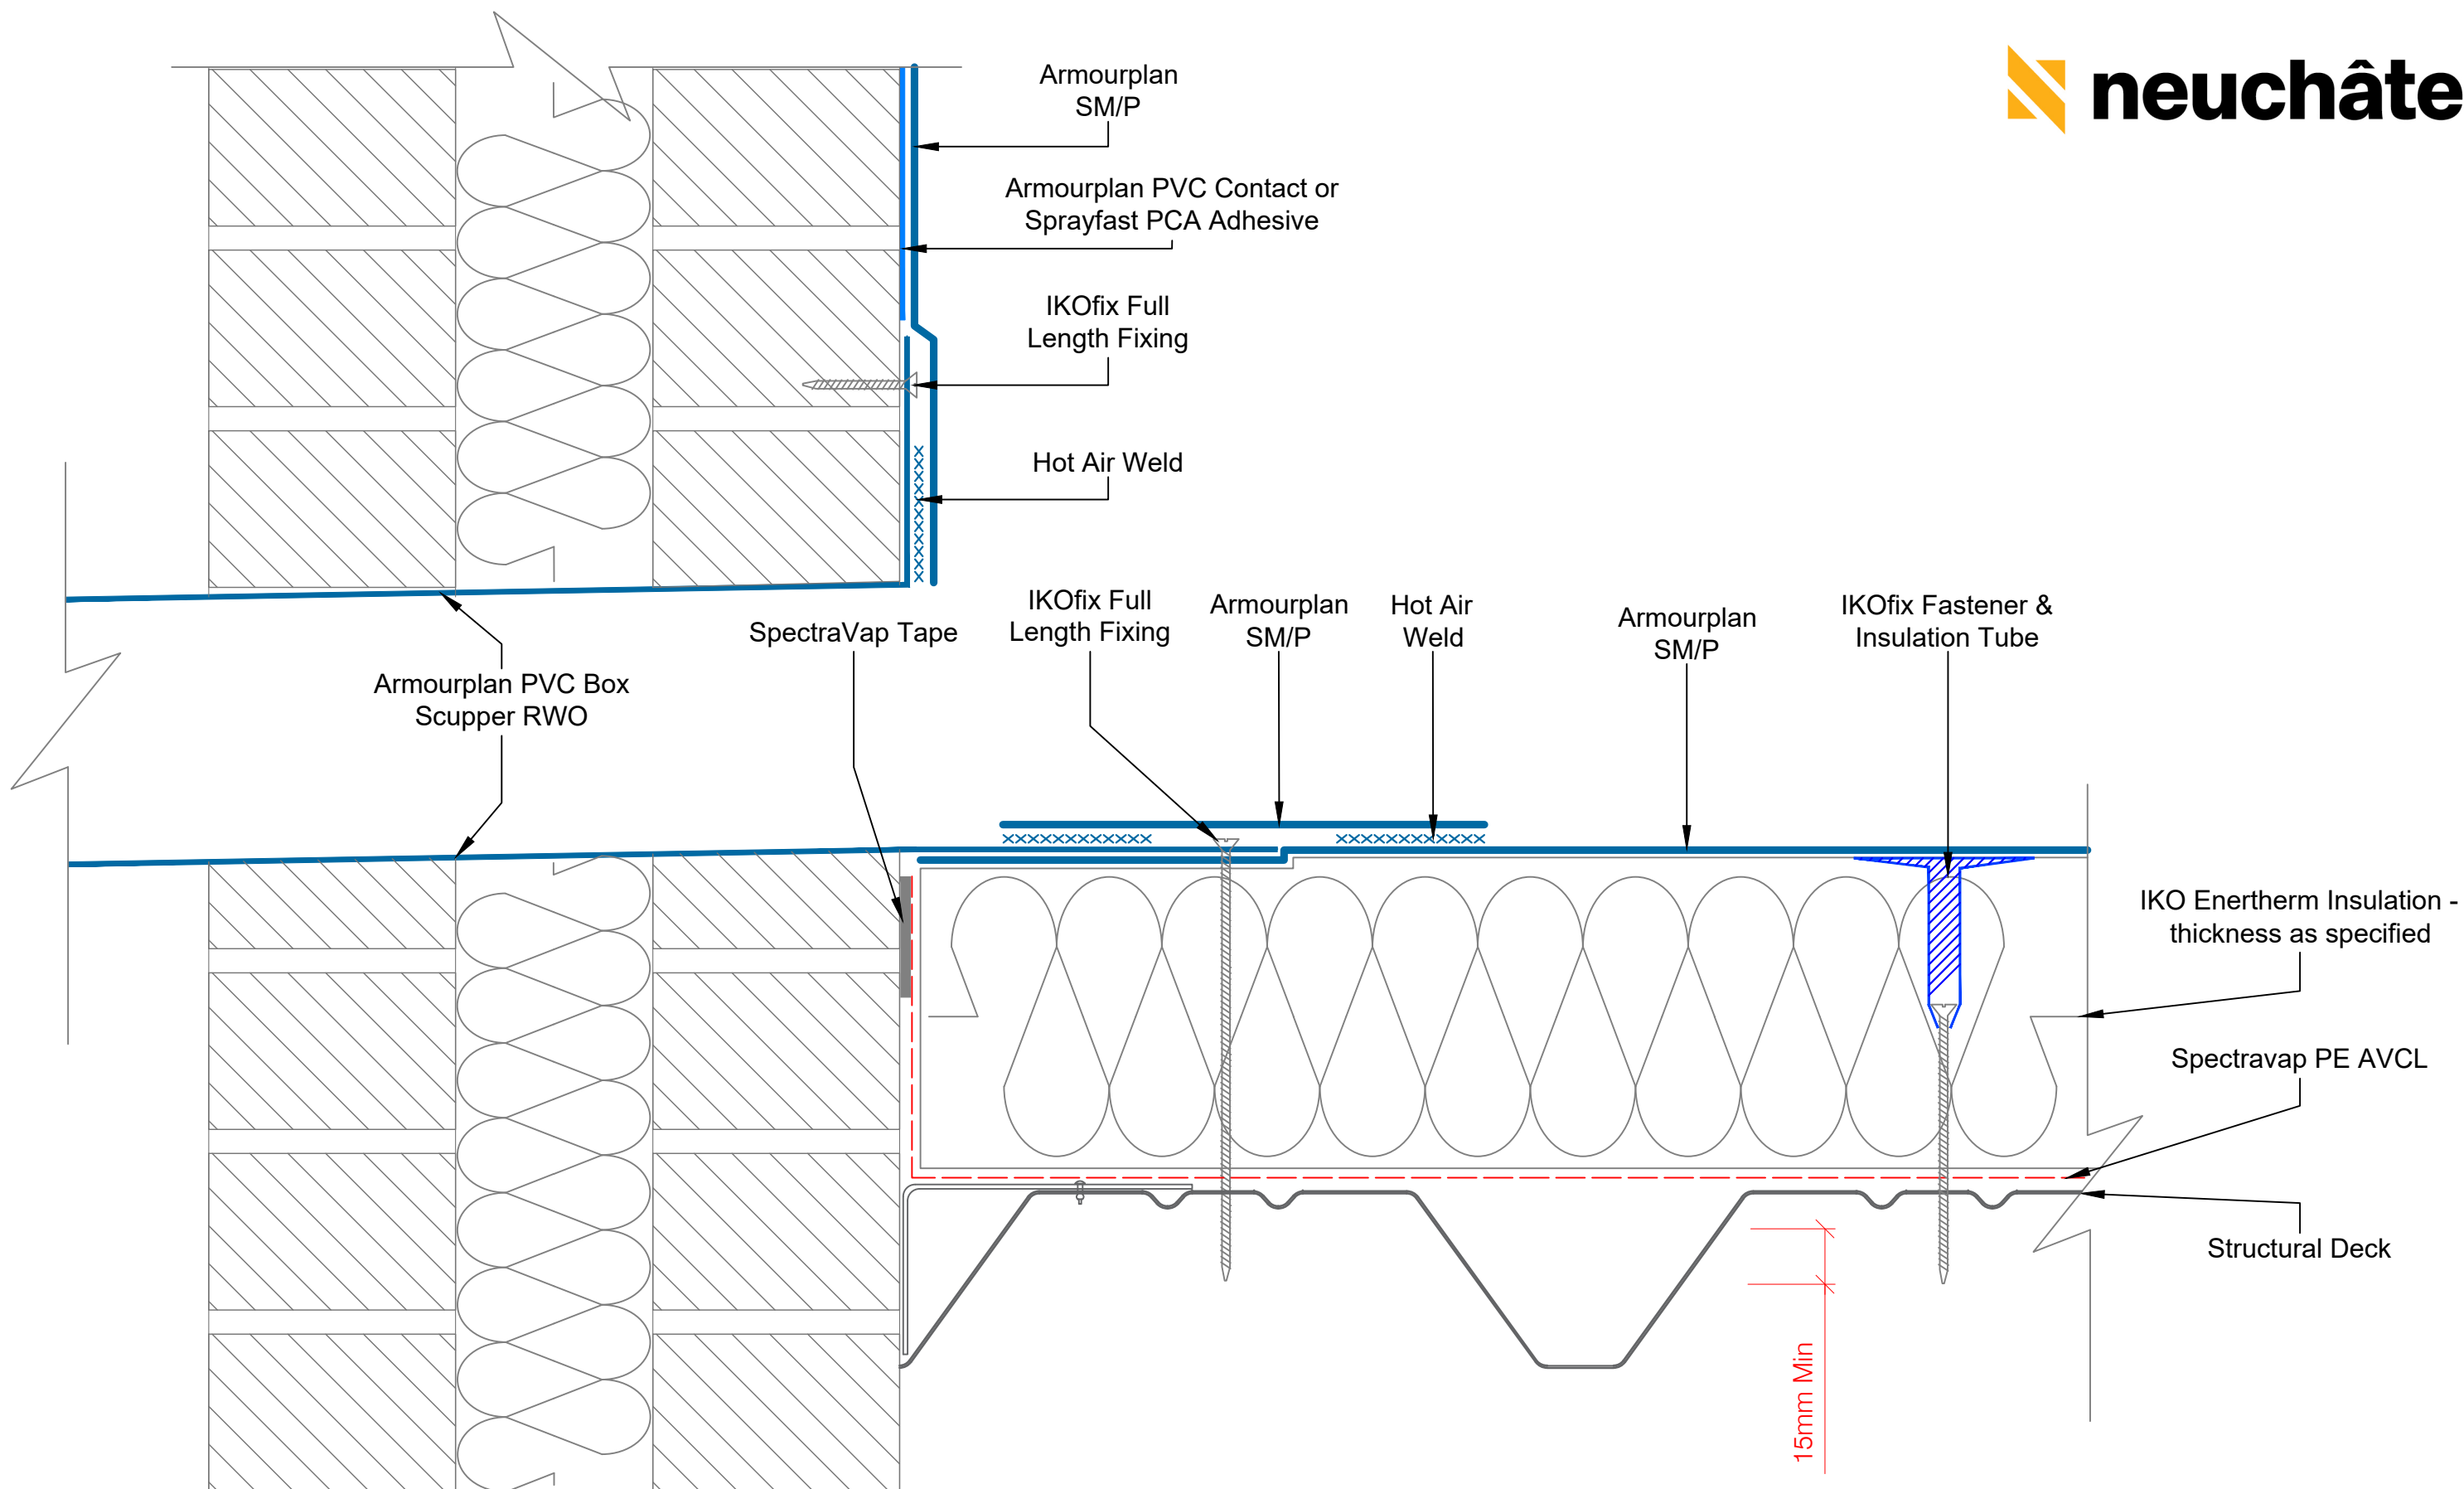 neuchâte
Armourplan
SM/P
Armourplan PVC Contact or
Sprayfast PCA Adhesive
IKOfix Full
Length Fixing
Hot Air Weld
IKOfix Full
Length Fixing
Armourplan
SM/P
Hot Air
Weld
Armourplan
SM/P
IKOfix Fastener &
Insulation Tube
SpectraVap Tape
Armourplan PVC Box
Scupper RWO
IKO Enertherm Insulation -
thickness as specified
Spectravap PE AVCL
Structural Deck
15mm Min